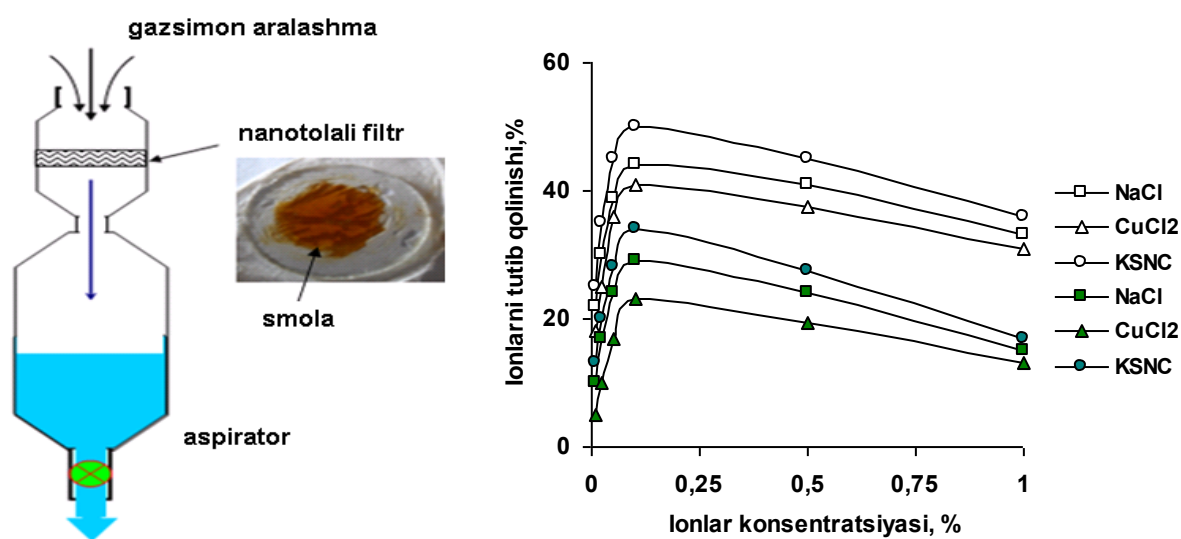 gazsimon aralashma
nanotolali filtr
smola
aspirator
Ionlarni tutib qolinishi,%
60
40
20
0
0
0,25
0,5
0,75
1
Ionlar konsentratsiyasi, %
NaCl
CuCl2
KSNC
NaCl
CuCl2
KSNC